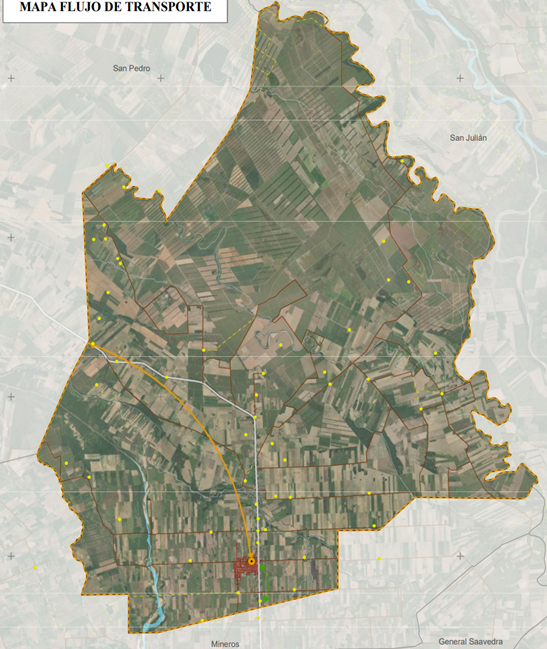 MAPA FLUJO DE TRANSPORTE
San Pedro
San Julián
Mineros
General Saavedra